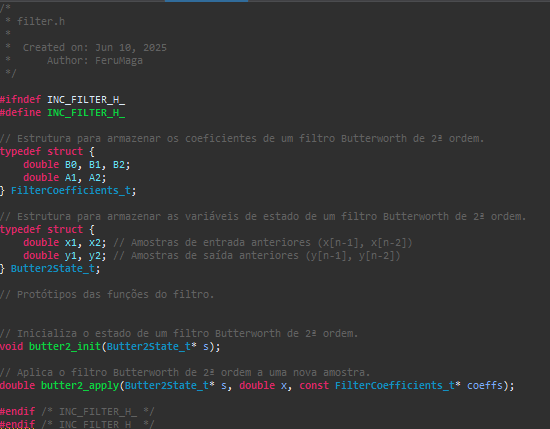 /*
 * filter.h
 *
 *  Created on: Jun 10, 2025
 *      Author: FeruMaga
 */

#ifndef INC_FILTER_H_
#define INC_FILTER_H_

// Estrutura para armazenar os coeficientes de um filtro Butterworth de 2ª ordem.
typedef struct {
    double B0, B1, B2;
    double A1, A2;
} FilterCoefficients_t;

// Estrutura para armazenar as variáveis de estado de um filtro Butterworth de 2ª ordem.
typedef struct {
    double x1, x2; // Amostras de entrada anteriores (x[n-1], x[n-2])
    double y1, y2; // Amostras de saída anteriores (y[n-1], y[n-2])
} Butter2State_t;

// Protótipos das funções do filtro.


// Inicializa o estado de um filtro Butterworth de 2ª ordem.
void butter2_init(Butter2State_t* s);

// Aplica o filtro Butterworth de 2ª ordem a uma nova amostra.
double butter2_apply(Butter2State_t* s, double x, const FilterCoefficients_t* coeffs);

#endif /* INC_FILTER_H_ */
#endif /* INC_FILTER_H_ */